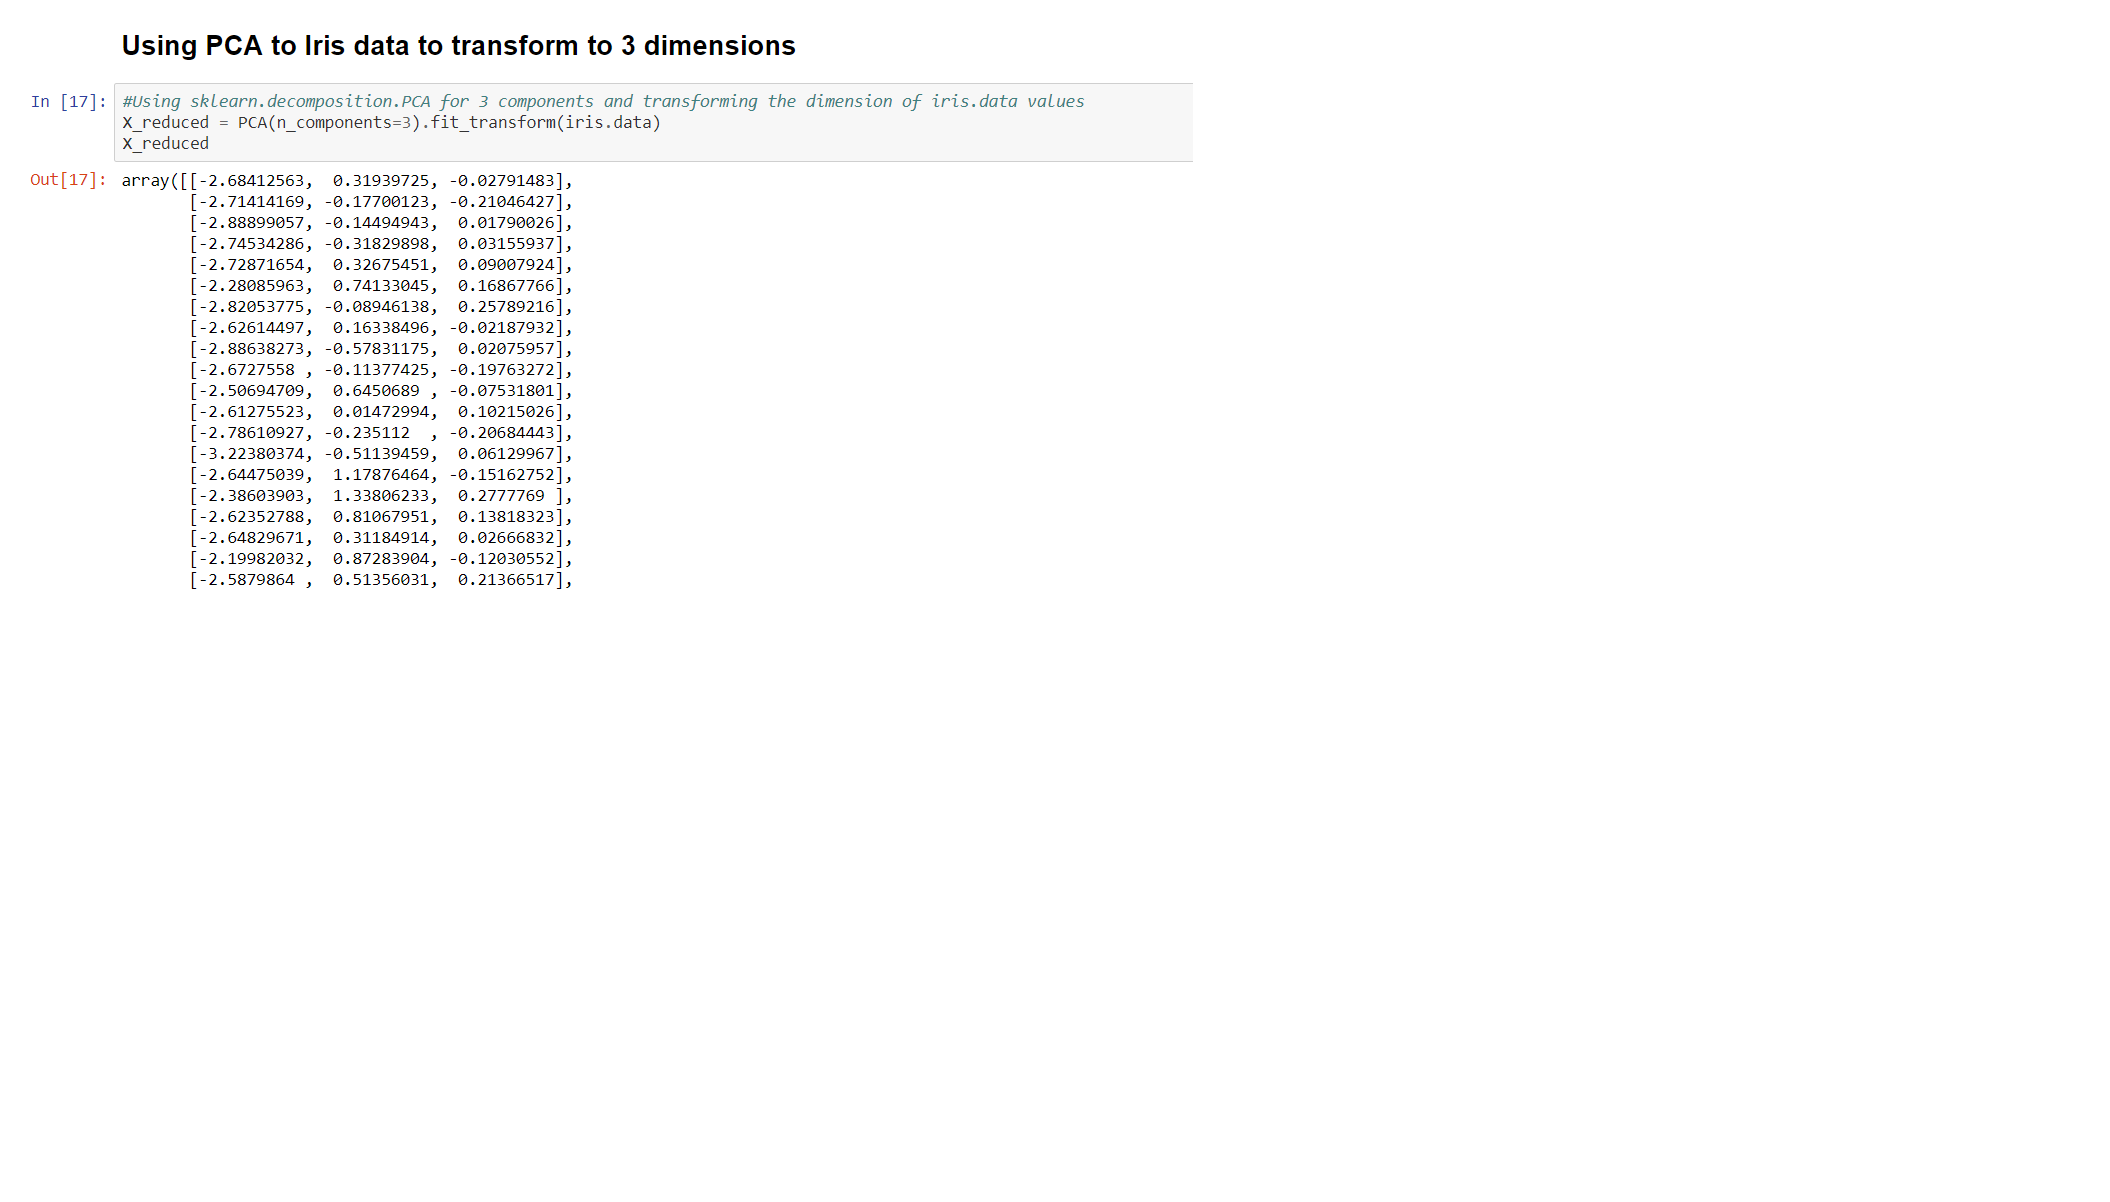 Using PCA to Iris data to transform to 3 dimensions
In [17]: #Using sklearn.decomposition.PCA for 3 components and transforming the dimension of iris.data values
X_reduced = PCA(n_components=3).fit_transform(iris.data)
X_reduced
Out[17]: array([[-2.68412563,  0.31939725, -0.02791483],
[-2.71414169, -0.17700123, -0.21046427],
[-2.88899057, -0.14494943,  0.01790026],
[-2.74534286, -0.31829898,  0.03155937],
[-2.72871654,  0.32675451,  0.09007924],
[-2.28085963,  0.74133045,  0.16867766],
[-2.82053775, -0.08946138,  0.25789216],
[-2.62614497,  0.16338496, -0.02187932],
[-2.88638273, -0.57831175,  0.02075957],
[-2.6727558 , -0.11377425, -0.19763272],
[-2.50694709,  0.6450689 , -0.07531801],
[-2.61275523,  0.01472994,  0.10215026],
[-2.78610927, -0.235112  , -0.20684443],
[-3.22380374, -0.51139459,  0.06129967],
[-2.64475039,  1.17876464, -0.15162752],
[-2.38603903,  1.33806233,  0.2777769 ],
[-2.62352788,  0.81067951,  0.13818323],
[-2.64829671,  0.31184914,  0.02666832],
[-2.19982032,  0.87283904, -0.12030552],
[-2.5879864 ,  0.51356031,  0.21366517],